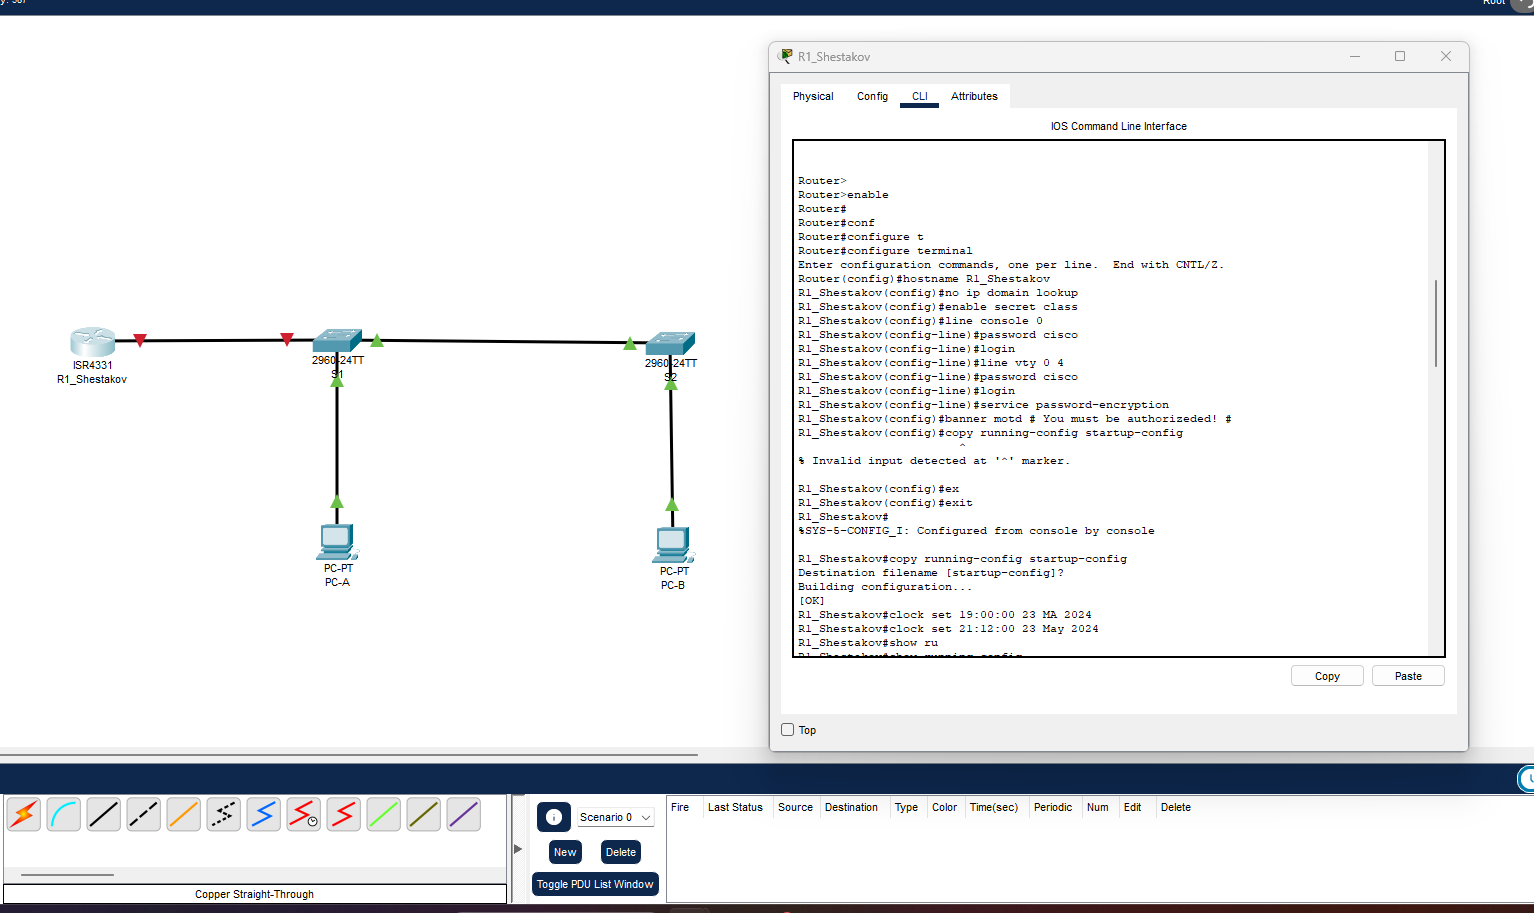 Root
R1_Shestakov
Physical Config CLI Attributes
IOS Command Line Interface
Router>
Router>enable
Router#
Router#conf
Router#configure t
Router#configure terminal
Enter configuration commands, one per line.  End with CNTL/Z.
Router(config)#hostname R1_Shestakov
R1_Shestakov(config)#no ip domain lookup
R1_Shestakov(config)#enable secret class
R1_Shestakov(config)#line console 0
R1_Shestakov(config-line)#password cisco
R1_Shestakov(config-line)#login
R1_Shestakov(config-line)#line vty 0 4
R1_Shestakov(config-line)#password cisco
R1_Shestakov(config-line)#login
R1_Shestakov(config-line)#service password-encryption
R1_Shestakov(config)#banner motd # You must be authorizeded! #
R1_Shestakov(config)#copy running-config startup-config
^
% Invalid input detected at '^' marker.
R1_Shestakov(config)#ex
R1_Shestakov(config)#exit
R1_Shestakov#
%SYS-5-CONFIG_I: Configured from console by console
R1_Shestakov#copy running-config startup-config
Destination filename [startup-config]?
Building configuration...
[OK]
R1_Shestakov#clock set 19:00:00 23 MA 2024
R1_Shestakov#clock set 21:12:00 23 May 2024
R1_Shestakov#show ru
R1_Shestakov#show running-config
Copy Paste
Top
ISR4331
R1_Shestakov
2960-24TT
S1
2960-24TT
S2
PC-PT
PC-A
PC-PT
PC-B
Scenario 0
New Delete
Toggle PDU List Window
Fire Last Status Source Destination Type Color Time(sec) Periodic Num Edit Delete
Copper Straight-Through